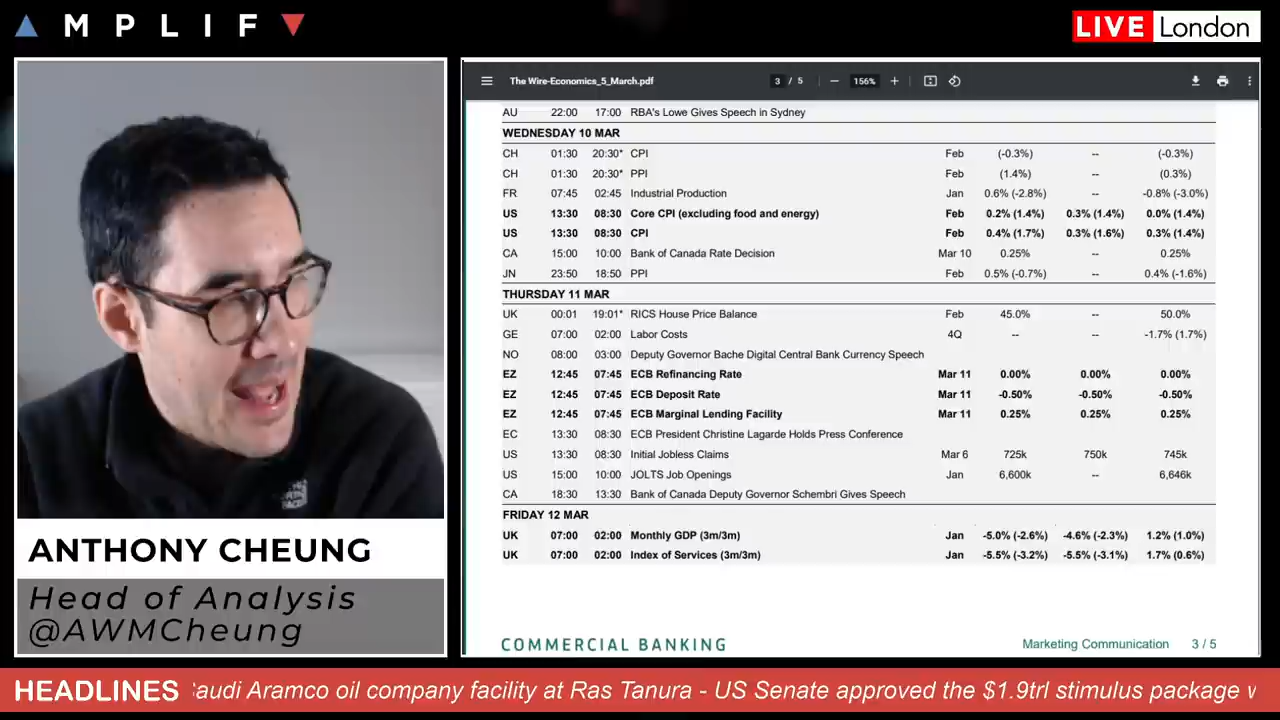 AMPLIFY
LIVE London
The Wire-Economics_5_March.pdf 3 / 5 156%
AU 22:00 17:00 RBA's Lowe Gives Speech in Sydney
WEDNESDAY 10 MAR
CH 01:30 20:30* CPI Feb (-0.3%) -- (-0.3%)
CH 01:30 20:30* PPI Feb (1.4%) -- (0.3%)
FR 07:45 02:45 Industrial Production Jan 0.6% (-2.8%) -- -0.8% (-3.0%)
US 13:30 08:30 Core CPI (excluding food and energy) Feb 0.2% (1.4%) 0.3% (1.4%) 0.0% (1.4%)
US 13:30 08:30 CPI Feb 0.4% (1.7%) 0.3% (1.6%) 0.3% (1.4%)
CA 15:00 10:00 Bank of Canada Rate Decision Mar 10 0.25% -- 0.25%
JN 23:50 18:50 PPI Feb 0.5% (-0.7%) -- 0.4% (-1.6%)
THURSDAY 11 MAR
UK 00:01 19:01* RICS House Price Balance Feb 45.0% -- 50.0%
GE 07:00 02:00 Labor Costs 4Q -- -- -1.7% (1.7%)
NO 08:00 03:00 Deputy Governor Bache Digital Central Bank Currency Speech
EZ 12:45 07:45 ECB Refinancing Rate Mar 11 0.00% 0.00% 0.00%
EZ 12:45 07:45 ECB Deposit Rate Mar 11 -0.50% -0.50% -0.50%
EZ 12:45 07:45 ECB Marginal Lending Facility Mar 11 0.25% 0.25% 0.25%
EC 13:30 08:30 ECB President Christine Lagarde Holds Press Conference
US 13:30 08:30 Initial Jobless Claims Mar 6 725k 750k 745k
US 15:00 10:00 JOLTS Job Openings Jan 6,600k -- 6,646k
CA 18:30 13:30 Bank of Canada Deputy Governor Schembri Gives Speech
FRIDAY 12 MAR
UK 07:00 02:00 Monthly GDP (3m/3m) Jan -5.0% (-2.6%) -4.6% (-2.3%) 1.2% (1.0%)
UK 07:00 02:00 Index of Services (3m/3m) Jan -5.5% (-3.2%) -5.5% (-3.1%) 1.7% (0.6%)
COMMERCIAL BANKING Marketing Communication 3 / 5
ANTHONY CHEUNG
Head of Analysis
@AWMCheung
HEADLINES Saudi Aramco oil company facility at Ras Tanura - US Senate approved the $1.9trl stimulus package